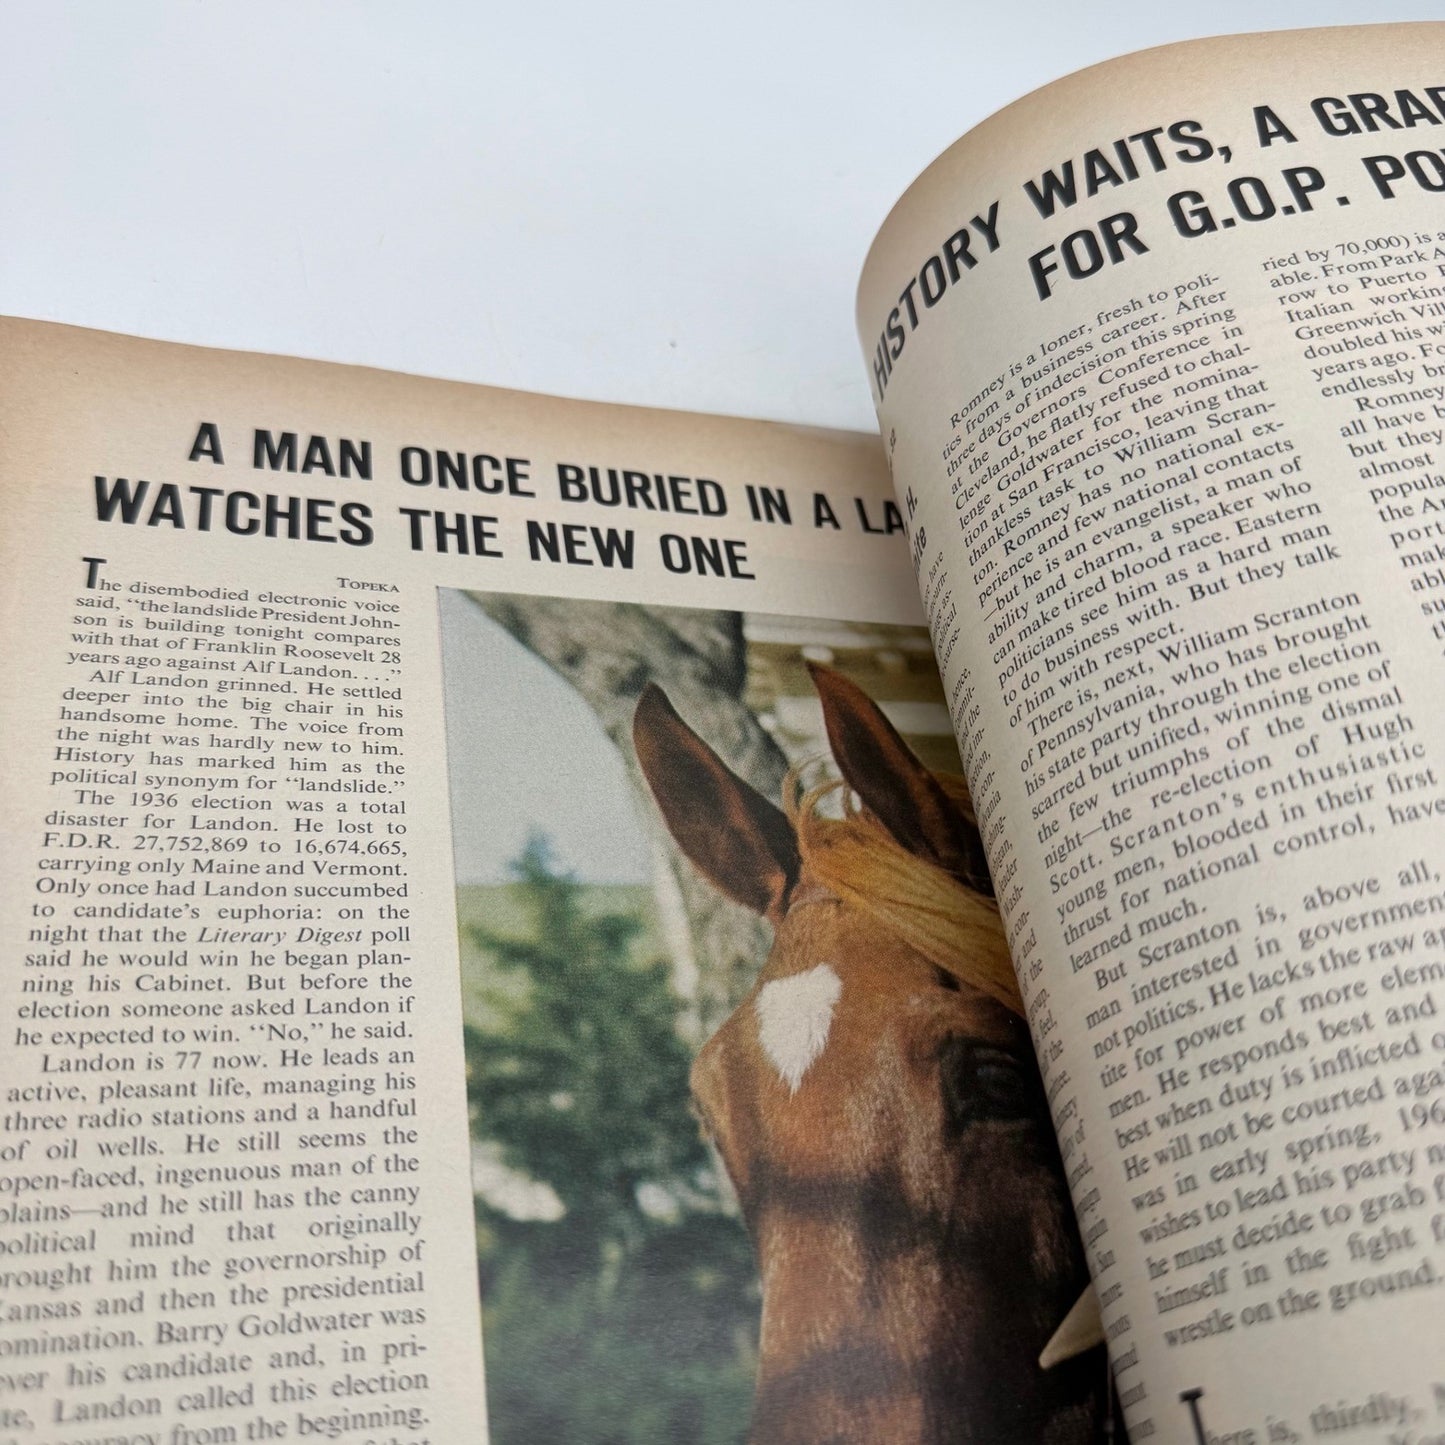 A MAN ONCE BURIED IN A LA
WATCHES THE NEW ONE
TOPEKA
The disembodied electronic voice
said, “the landslide President John-
son is building tonight compares
with that of Franklin Roosevelt 28
years ago against Alf Landon. . . .”
Alf Landon grinned. He settled
deeper into the big chair in his
handsome home. The voice from
the night was hardly new to him.
History has marked him as the
political synonym for “landslide.”
The 1936 election was a total
disaster for Landon. He lost to
F.D.R. 27,752,869 to 16,674,665,
carrying only Maine and Vermont.
Only once had Landon succumbed
to candidate’s euphoria: on the
night that the Literary Digest poll
said he would win he began plan-
ning his Cabinet. But before the
election someone asked Landon if
he expected to win. “No,” he said.
Landon is 77 now. He leads an
active, pleasant life, managing his
three radio stations and a handful
of oil wells. He still seems the
open-faced, ingenuous man of the
plains—and he still has the canny
political mind that originally
brought him the governorship of
Kansas and then the presidential
nomination. Barry Goldwater was
ever his candidate and, in pri-
te, Landon called this election
accuracy from the beginning.
HISTORY WAITS, A GRAB
FOR G.O.P. PO
Romney is a loner, fresh to poli-
tics from a business career. After
three days of indecision this spring
at the Governors Conference in
Cleveland, he flatly refused to chal-
lenge Goldwater for the nomina-
tion at San Francisco, leaving that
thankless task to William Scran-
ton. Romney has no national ex-
perience and few national contacts
—but he is an evangelist, a man of
ability and charm, a speaker who
can make tired blood race. Eastern
politicians see him as a hard man
to do business with. But they talk
of him with respect.
There is, next, William Scranton
of Pennsylvania, who has brought
his state party through the election
scarred but unified, winning one of
the few triumphs of the dismal
night—the re-election of Hugh
Scott. Scranton’s enthusiastic
young men, blooded in their first
thrust for national control, have
learned much.
But Scranton is, above all,
man interested in government
not politics. He lacks the raw ap
tite for power of more elem
men. He responds best and
best when duty is inflicted o
He will not be courted aga
was in early spring, 196
wishes to lead his party n
he must decide to grab f
himself in the fight f
wrestle on the ground.
There is, thirdly,
ried by 70,000) is a
able. From Park A
row to Puerto
Italian workin
Greenwich Vill
doubled his w
years ago. Fo
endlessly br
Romney
all have b
but they
almost
popula
the A
port
mak
abl
su
th